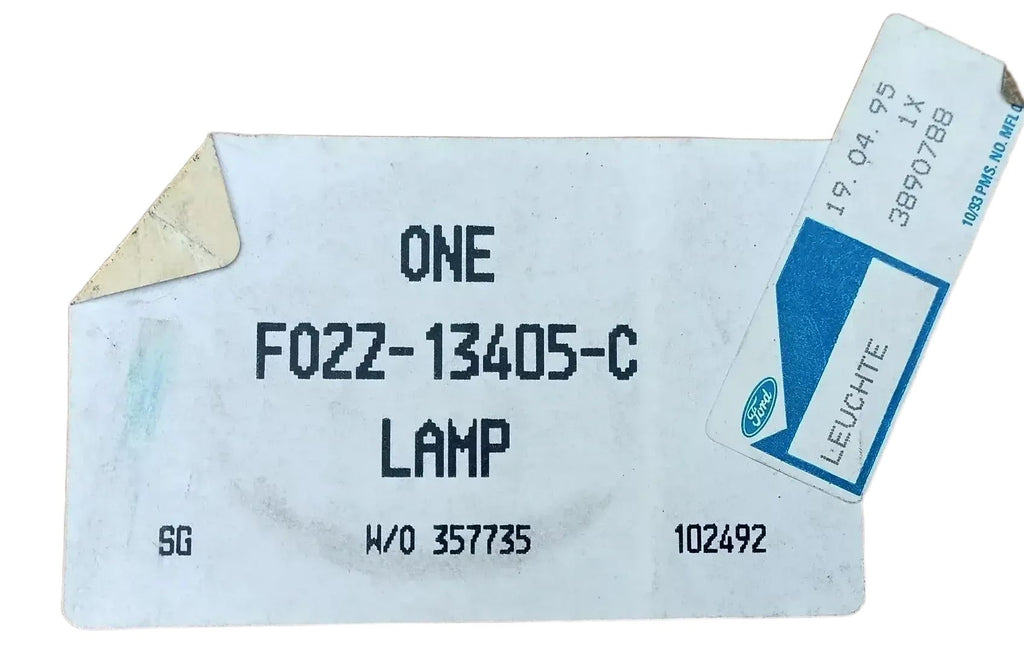 ONE
F02Z-13405-C
LAMP
SG W/O 357735 102492
19.04.95
1X
3890788
10/93 PMS. NO. MFL
Ford
LEUCHTE